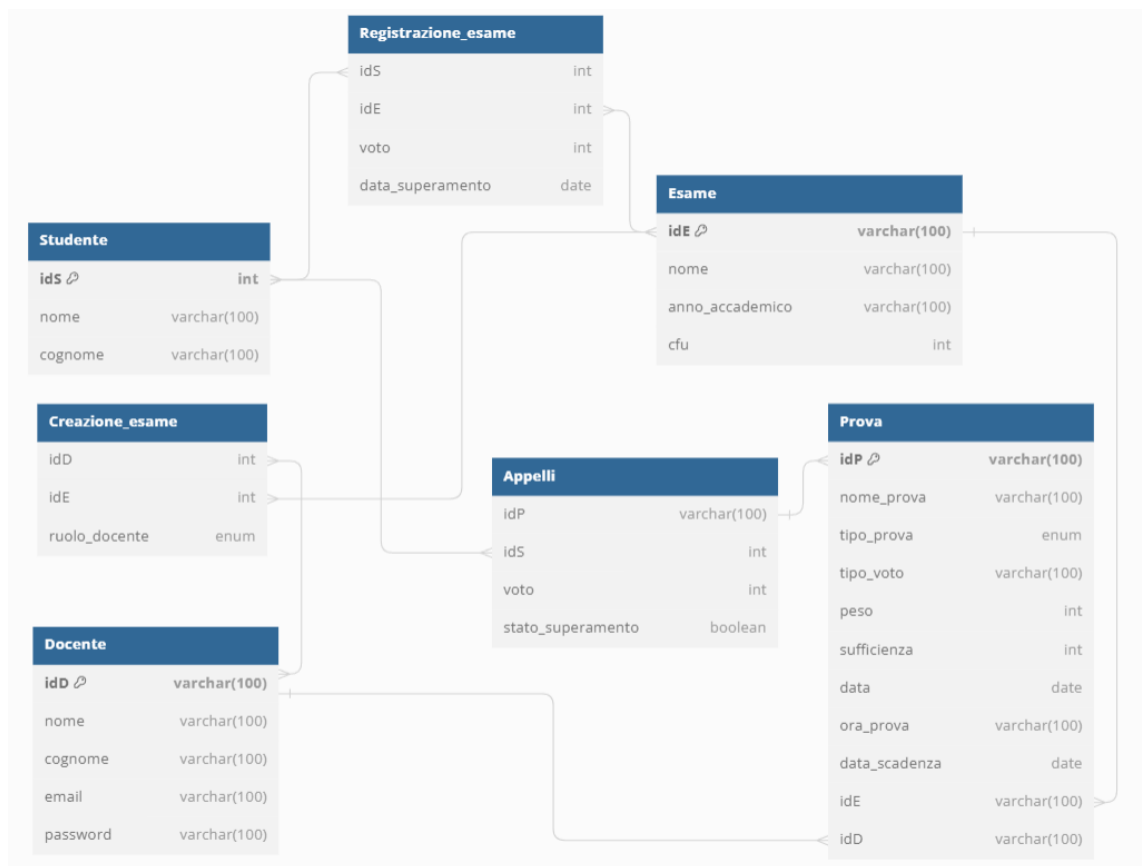 Registrazione_esame
idS int
idE int
voto int
data_superamento date
Esame
idE varchar(100)
nome varchar(100)
anno_accademico varchar(100)
cfu int
Studente
idS int
nome varchar(100)
cognome varchar(100)
Creazione_esame
idD int
idE int
ruolo_docente enum
Appelli
idP varchar(100)
idS int
voto int
stato_superamento boolean
Prova
idP varchar(100)
nome_prova varchar(100)
tipo_prova enum
tipo_voto varchar(100)
peso int
sufficienza int
data date
ora_prova varchar(100)
data_scadenza date
idE varchar(100)
idD varchar(100)
Docente
idD varchar(100)
nome varchar(100)
cognome varchar(100)
email varchar(100)
password varchar(100)